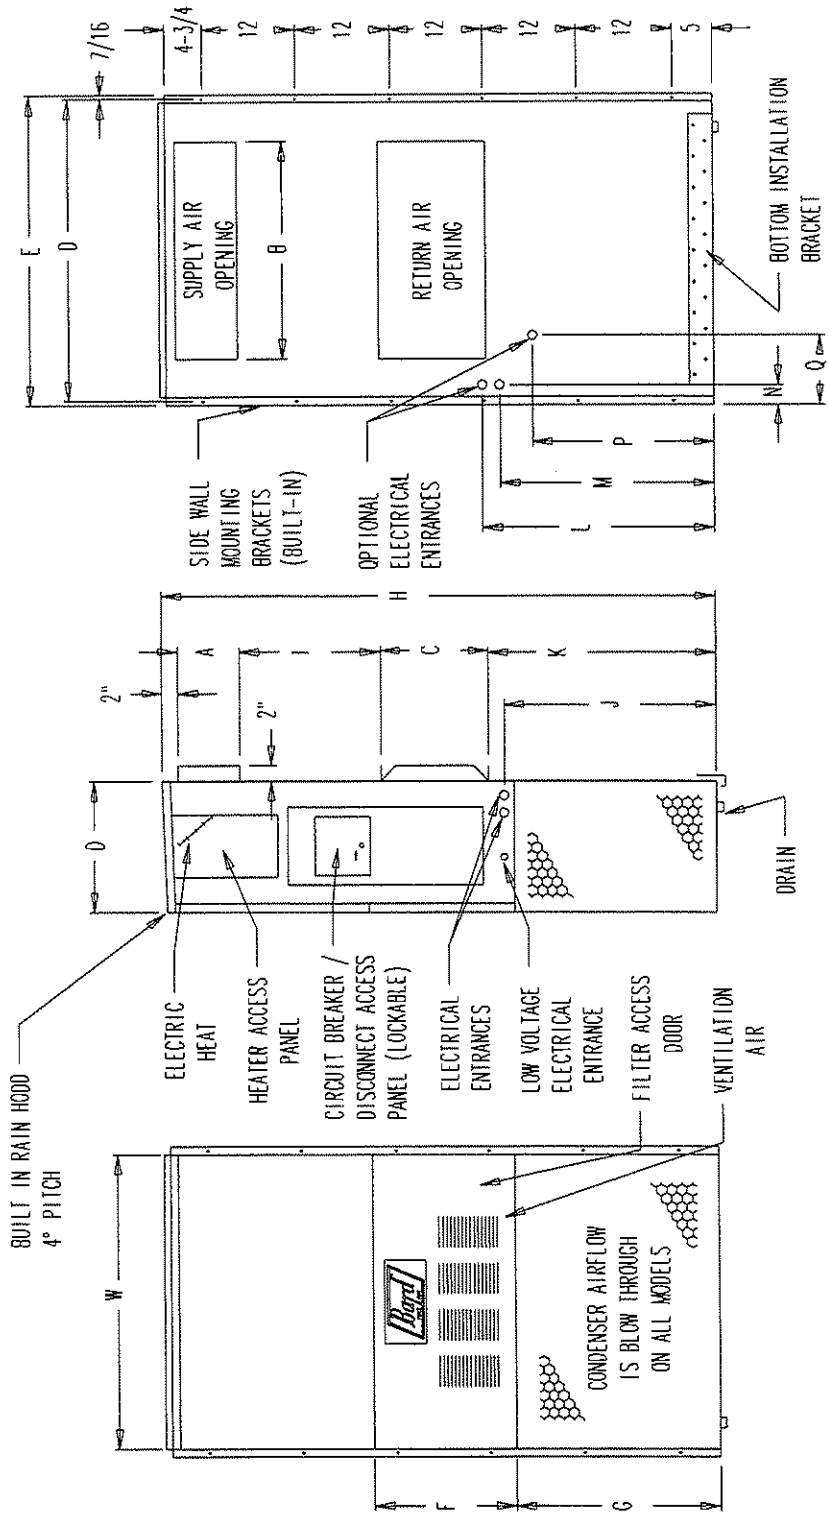 BUILT IN RAIN HOOD
4° PITCH
W
F
G
Bard
CONDENSER AIRFLOW
IS BLOW THROUGH
ON ALL MODELS
ELECTRIC
HEAT
HEATER ACCESS
PANEL
CIRCUIT BREAKER /
DISCONNECT ACCESS
PANEL (LOCKABLE)
ELECTRICAL
ENTRANCES
LOW VOLTAGE
ELECTRICAL
ENTRANCE
FILTER ACCESS
DOOR
VENTILATION
AIR
D
2"
A
I
2"
C
H
K
J
DRAIN
SIDE WALL
MOUNTING
BRACKETS
(BUILT-IN)
OPTIONAL
ELECTRICAL
ENTRANCES
L
M
P
N
Q
E
D
SUPPLY AIR
OPENING
B
RETURN AIR
OPENING
BOTTOM INSTALLATION
BRACKET
7/16
4-3/4
12
12
12
12
12
5